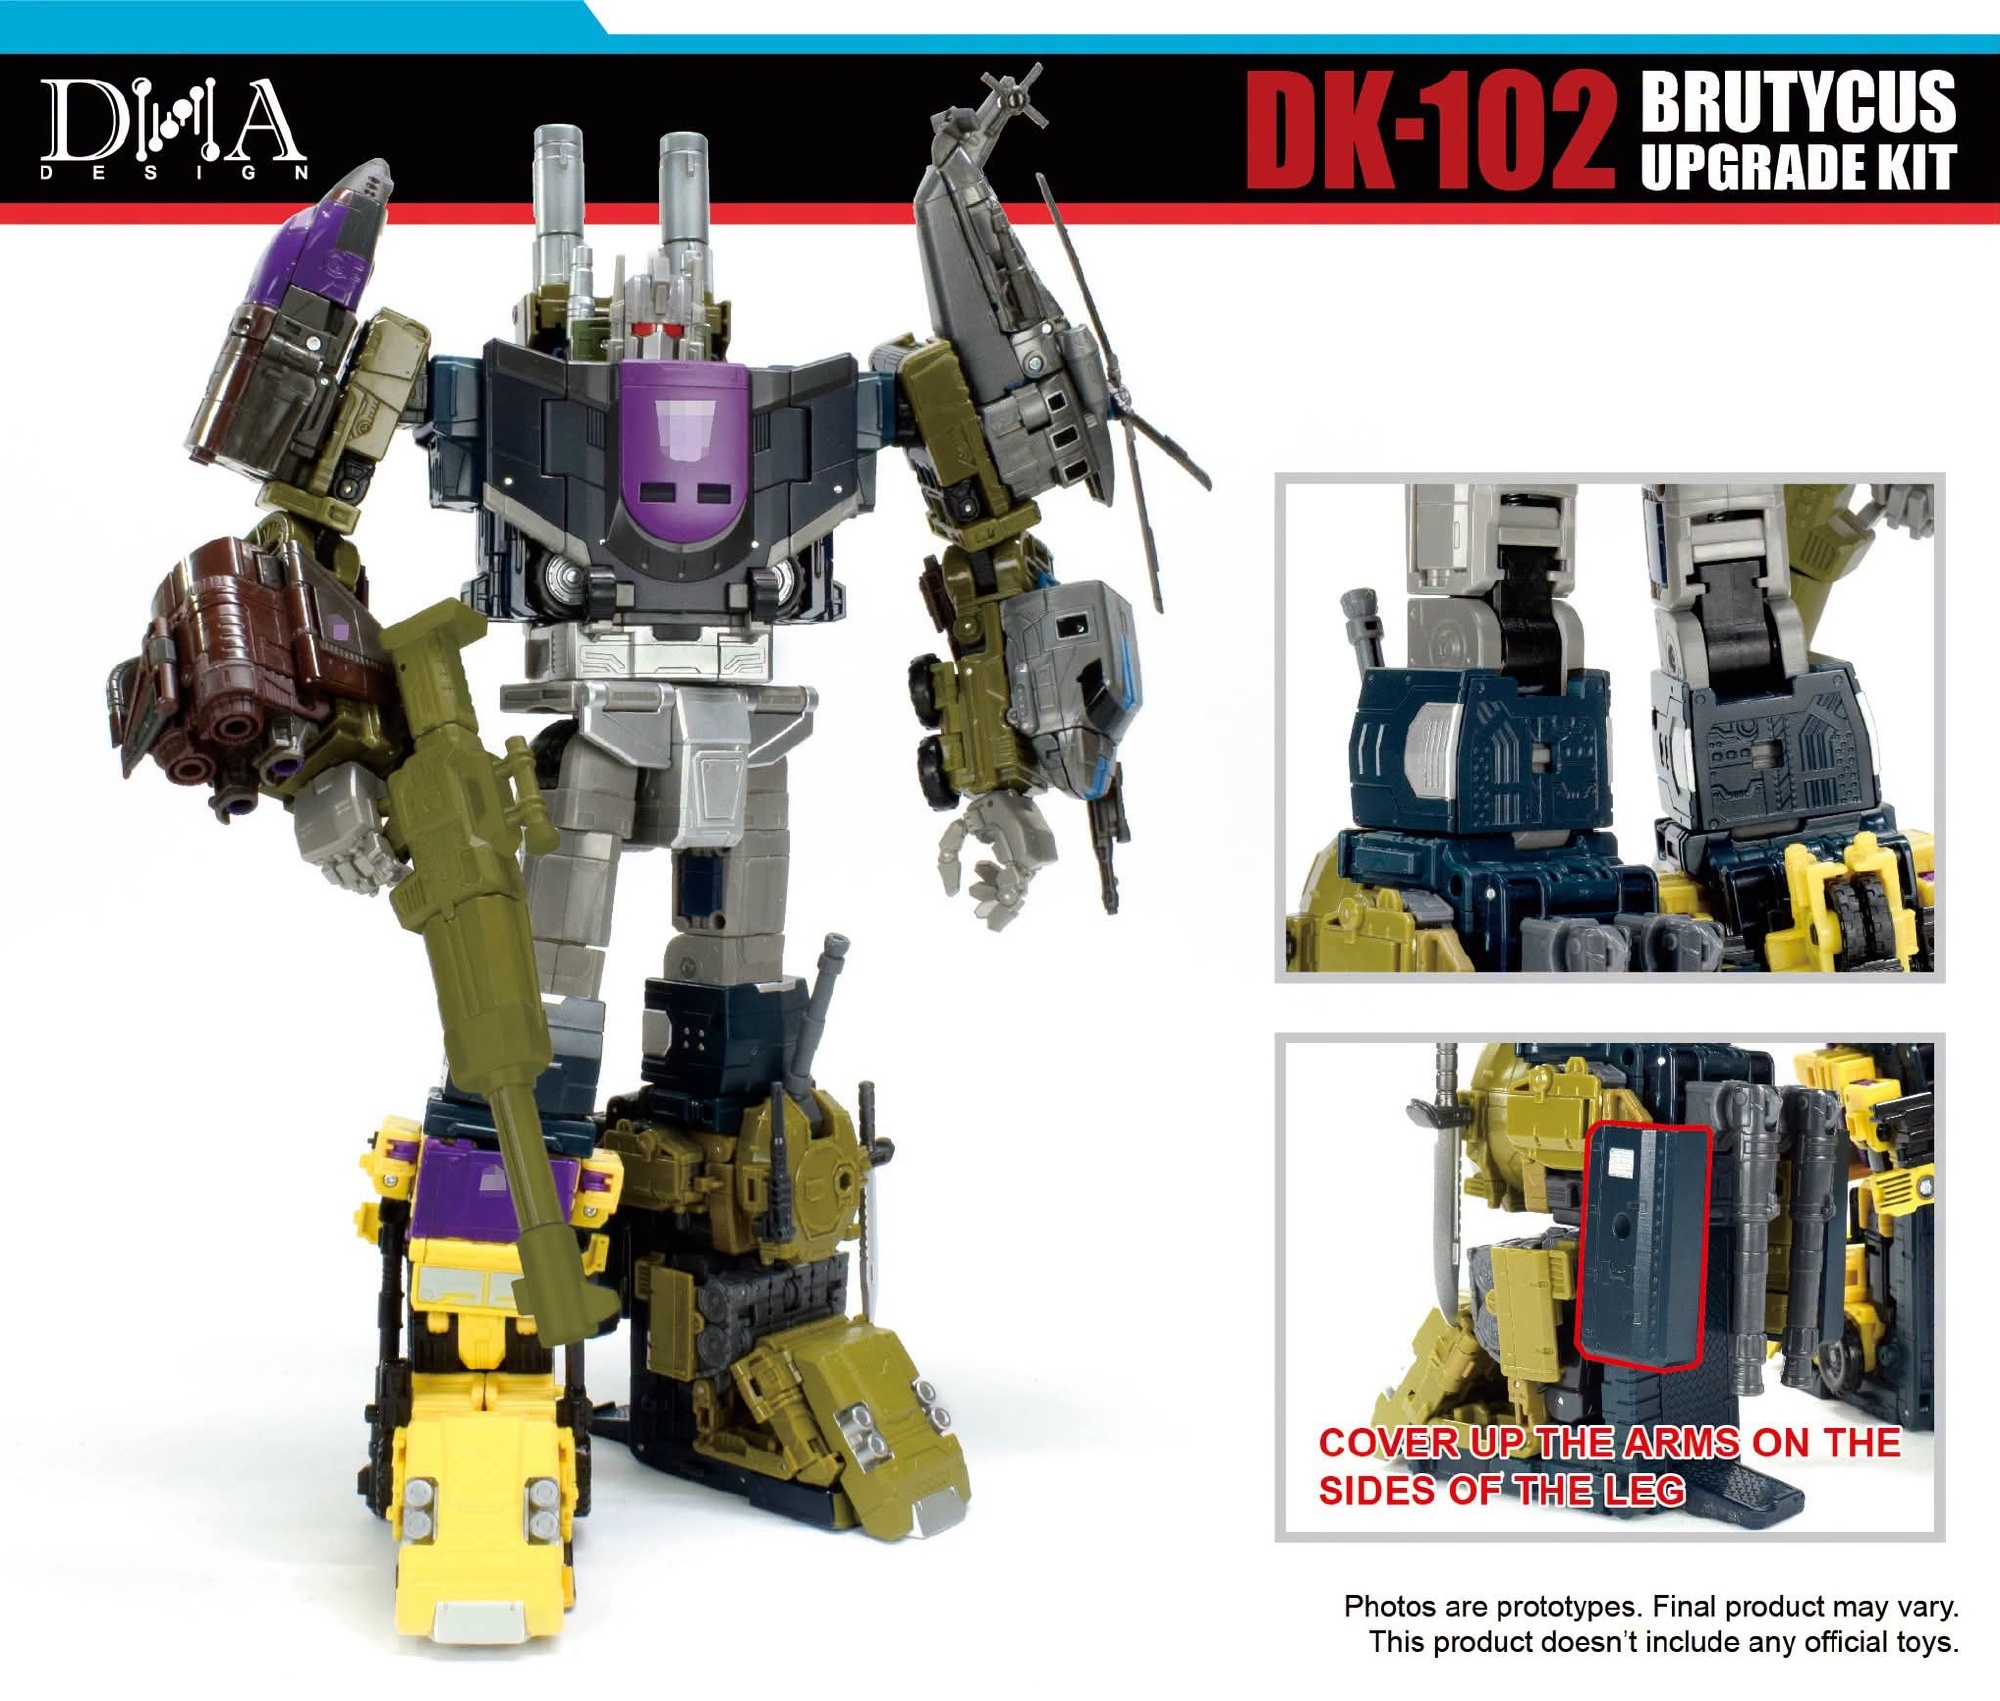 DNA
DESIGN
DK-102
BRUTYCUS
UPGRADE KIT
COVER UP THE ARMS ON THE
SIDES OF THE LEG
Photos are prototypes. Final product may vary.
This product doesn't include any official toys.